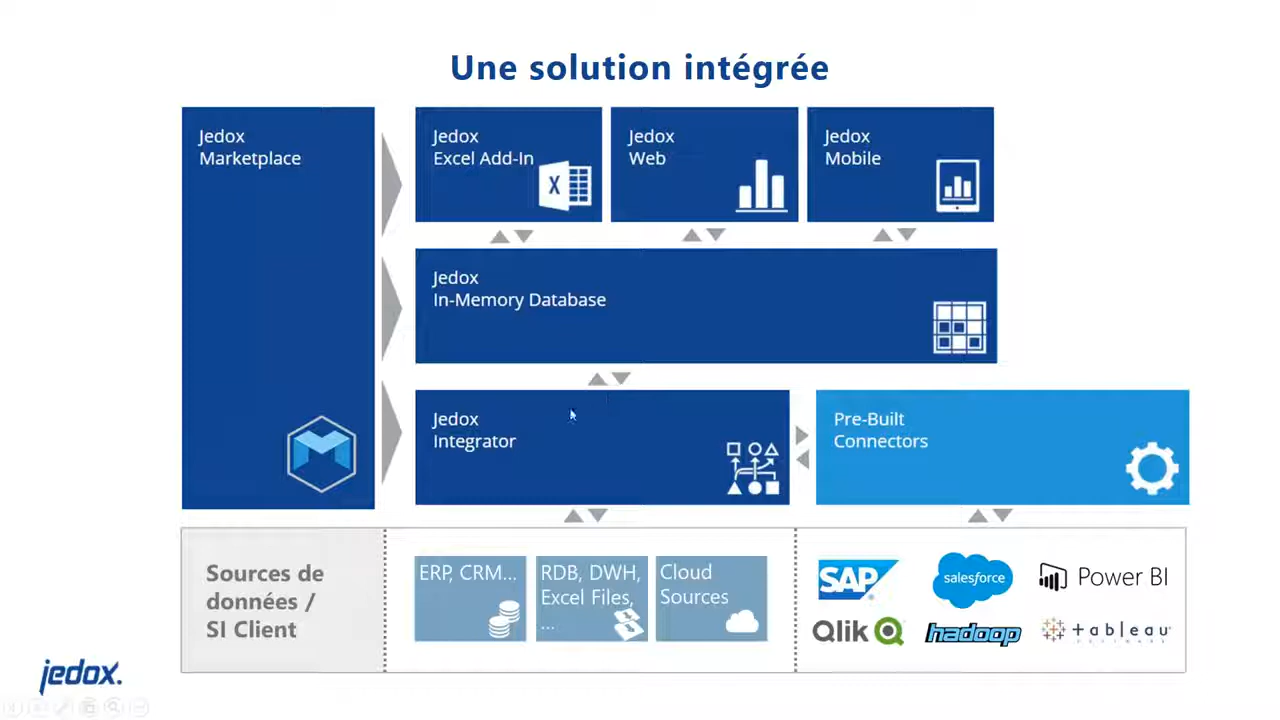 Une solution intégrée
Jedox
Marketplace
Jedox
Excel Add-In
X
Jedox
Web
Jedox
Mobile
Jedox
In-Memory Database
Jedox
Integrator
Pre-Built
Connectors
Sources de
données /
SI Client
ERP, CRM...
RDB, DWH,
Excel Files,
...
Cloud
Sources
SAP
salesforce
Power BI
Qlik
hadoop
+ableau
SOFTWARE
jedox.